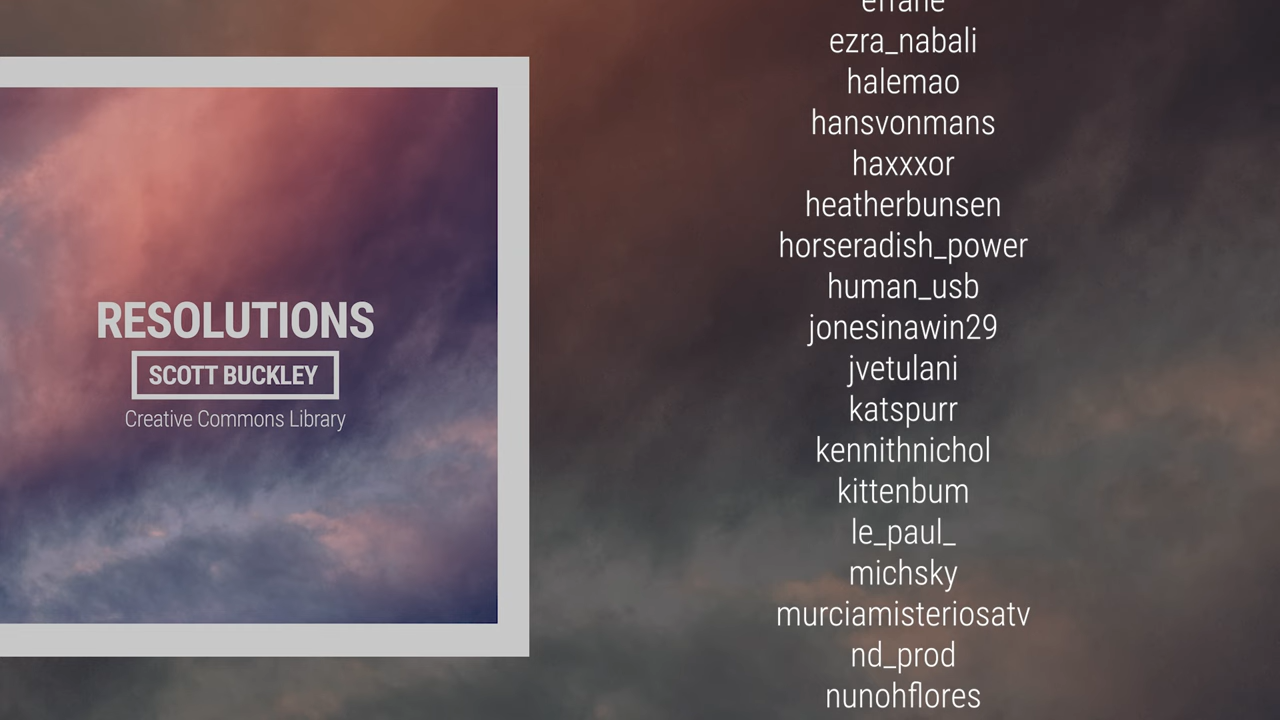 RESOLUTIONS
SCOTT BUCKLEY
Creative Commons Library
ezra_nabali
halemao
hansvonmans
haxxxor
heatherbunsen
horseradish_power
human_usb
jonesinawin29
jvetulani
katspurr
kennithnichol
kittenbum
le_paul_
michsky
murciamisteriosatv
nd_prod
nunohflores